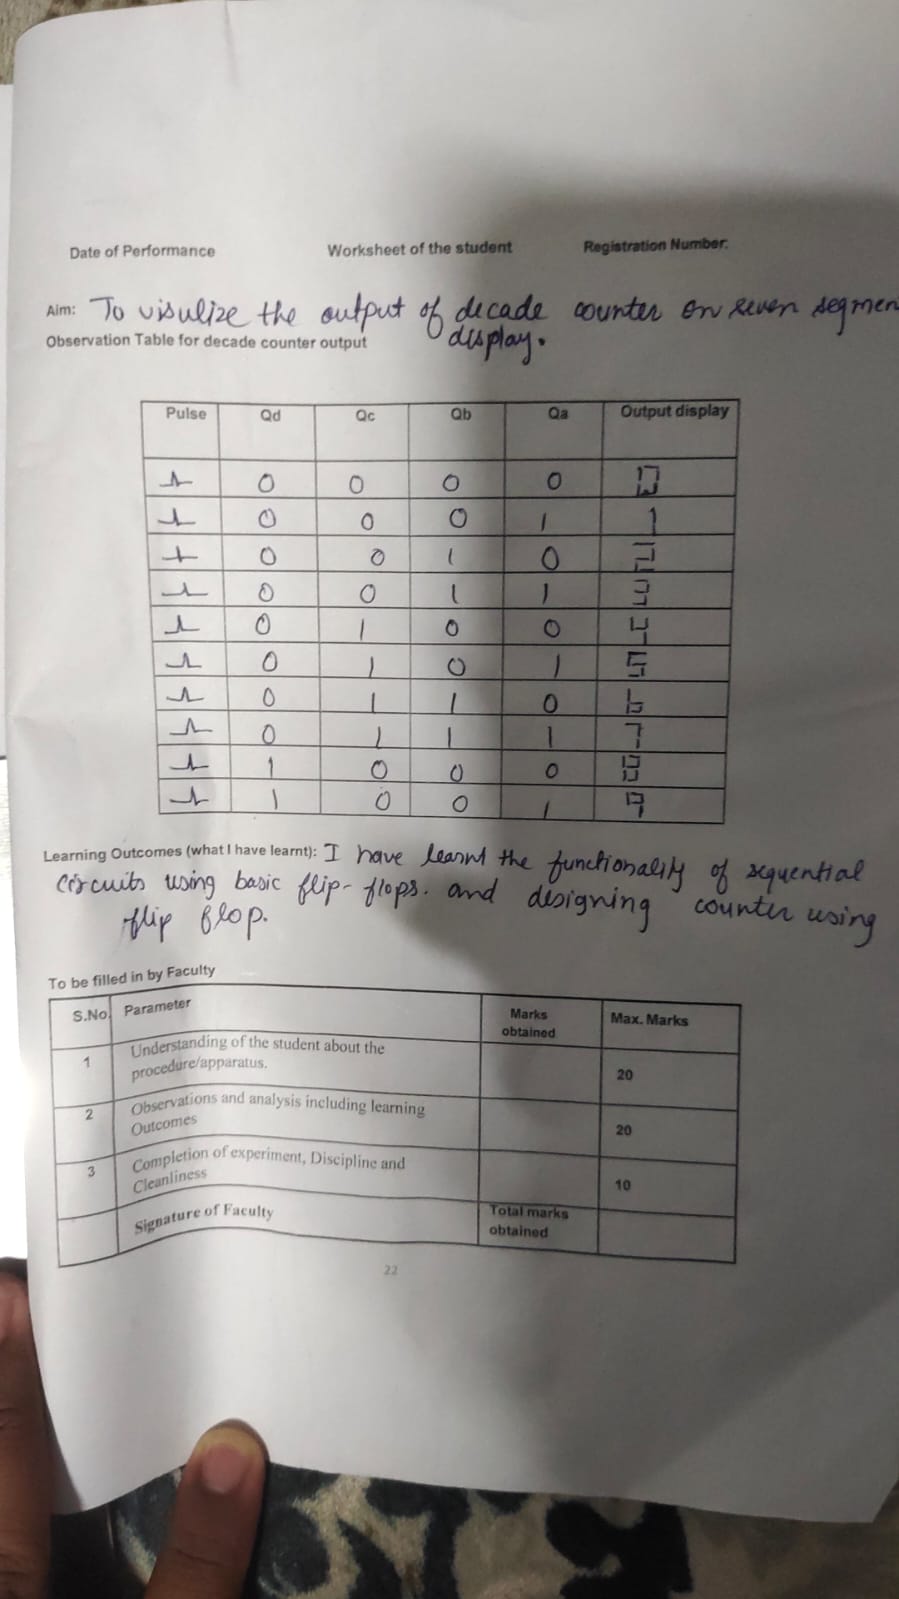 Date of Performance Worksheet of the student Registration Number:
Aim: To visulize the output of decade counter on seven segmen
display.
Observation Table for decade counter output
Pulse Qd Qc Qb Qa Output display
0 0 0 0 0
0 0 0 1 1
0 0 1 0 2
0 0 1 1 3
0 1 0 0 4
0 1 0 1 5
0 1 1 0 6
0 1 1 1 7
1 0 0 0 8
1 0 0 1 9
Learning Outcomes (what I have learnt): I have learnt the functionality of sequential
circuits using basic flip-flops. and designing counter using
flip flop.
To be filled in by Faculty
S.No. Parameter Marks obtained Max. Marks
1 Understanding of the student about the procedure/apparatus. 20
2 Observations and analysis including learning Outcomes 20
3 Completion of experiment, Discipline and Cleanliness 10
Signature of Faculty Total marks obtained
22